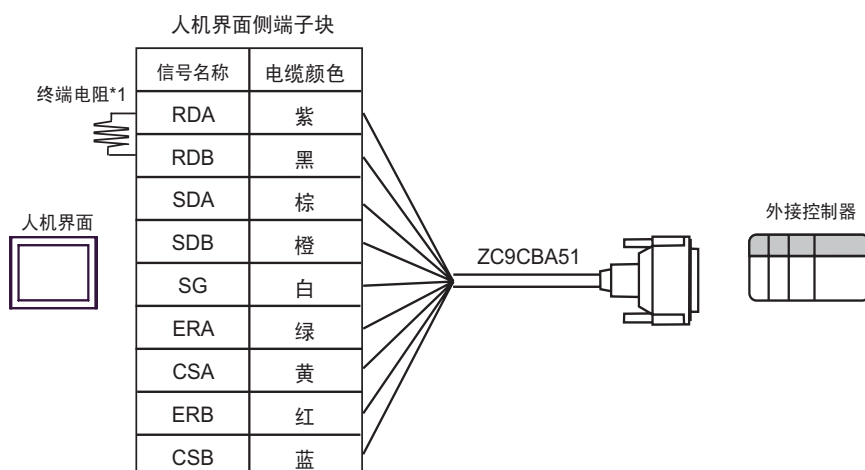 人机界面侧端子块
信号名称 电缆颜色
终端电阻*1
RDA 紫
RDB 黑
SDA 棕
SDB 橙
SG 白
ERA 绿
CSA 黄
ERB 红
CSB 蓝
人机界面
ZC9CBA51
外接控制器